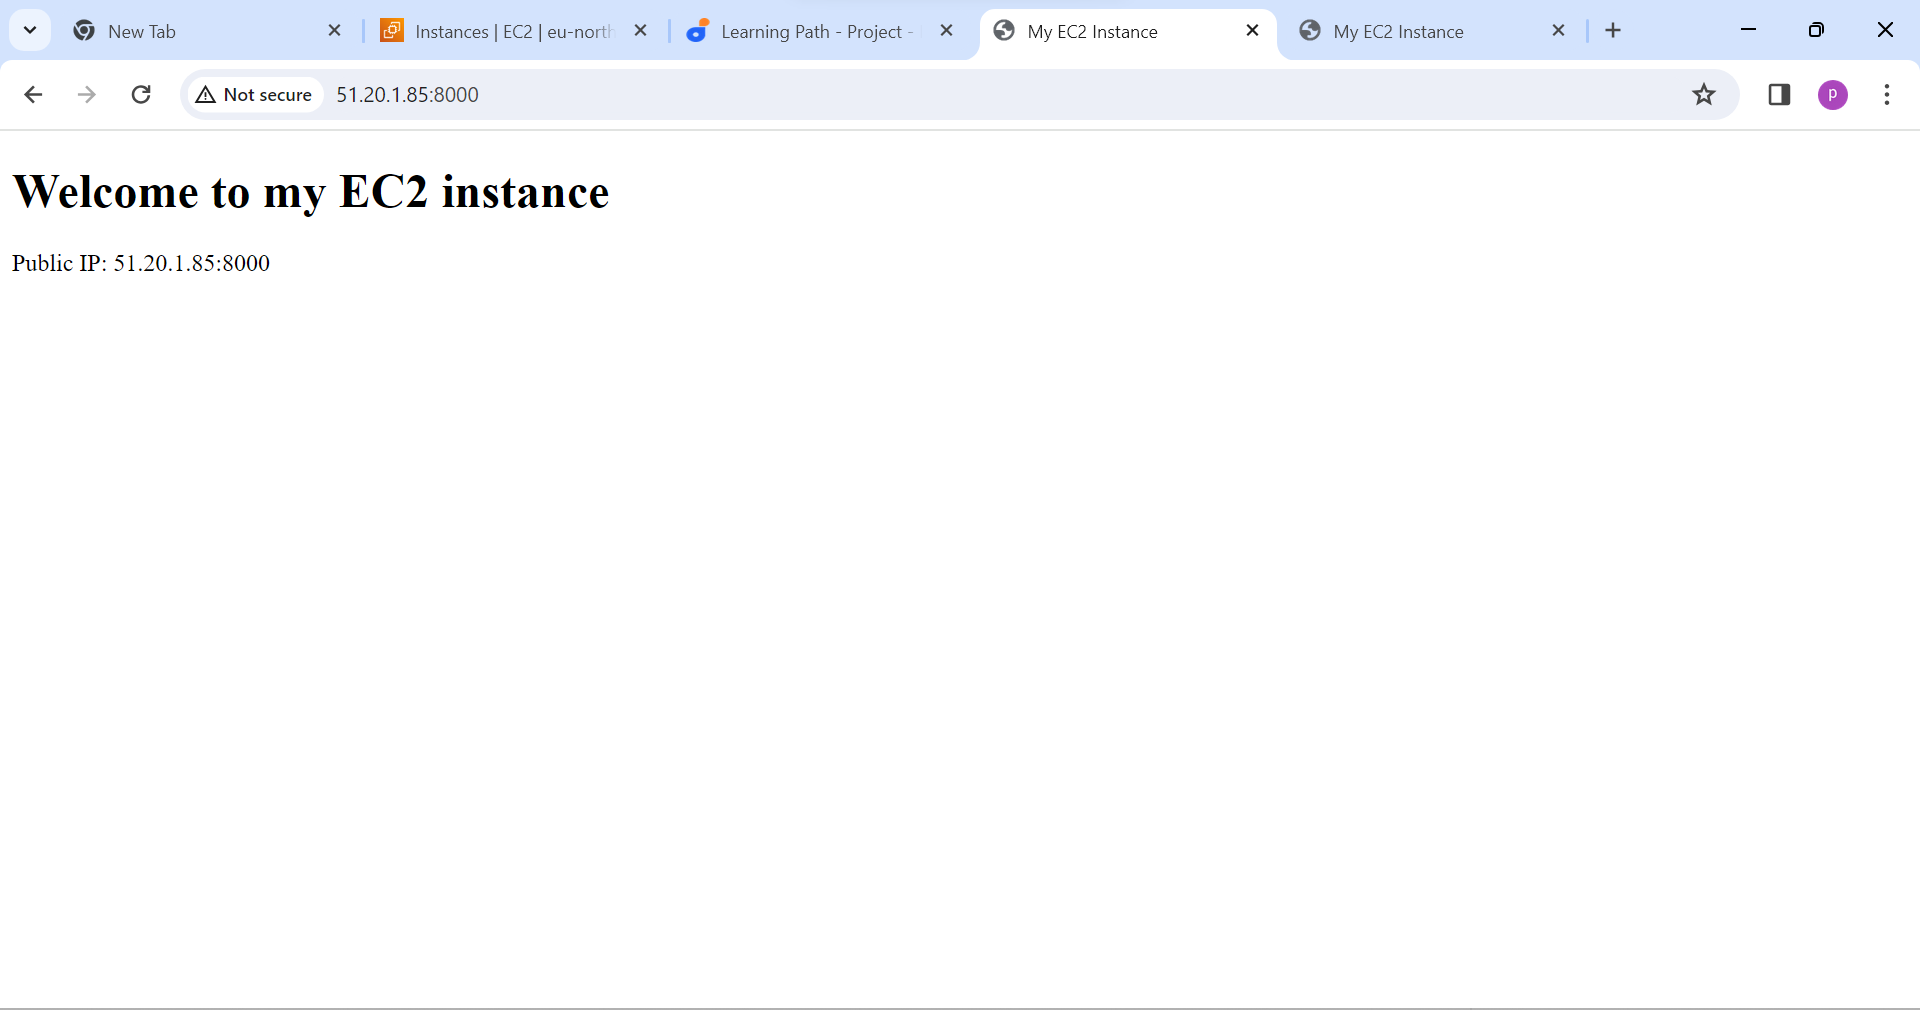 New Tab
Instances | EC2 | eu-north
Learning Path - Project -
My EC2 Instance
My EC2 Instance
Not secure
51.20.1.85:8000
p
Welcome to my EC2 instance
Public IP: 51.20.1.85:8000